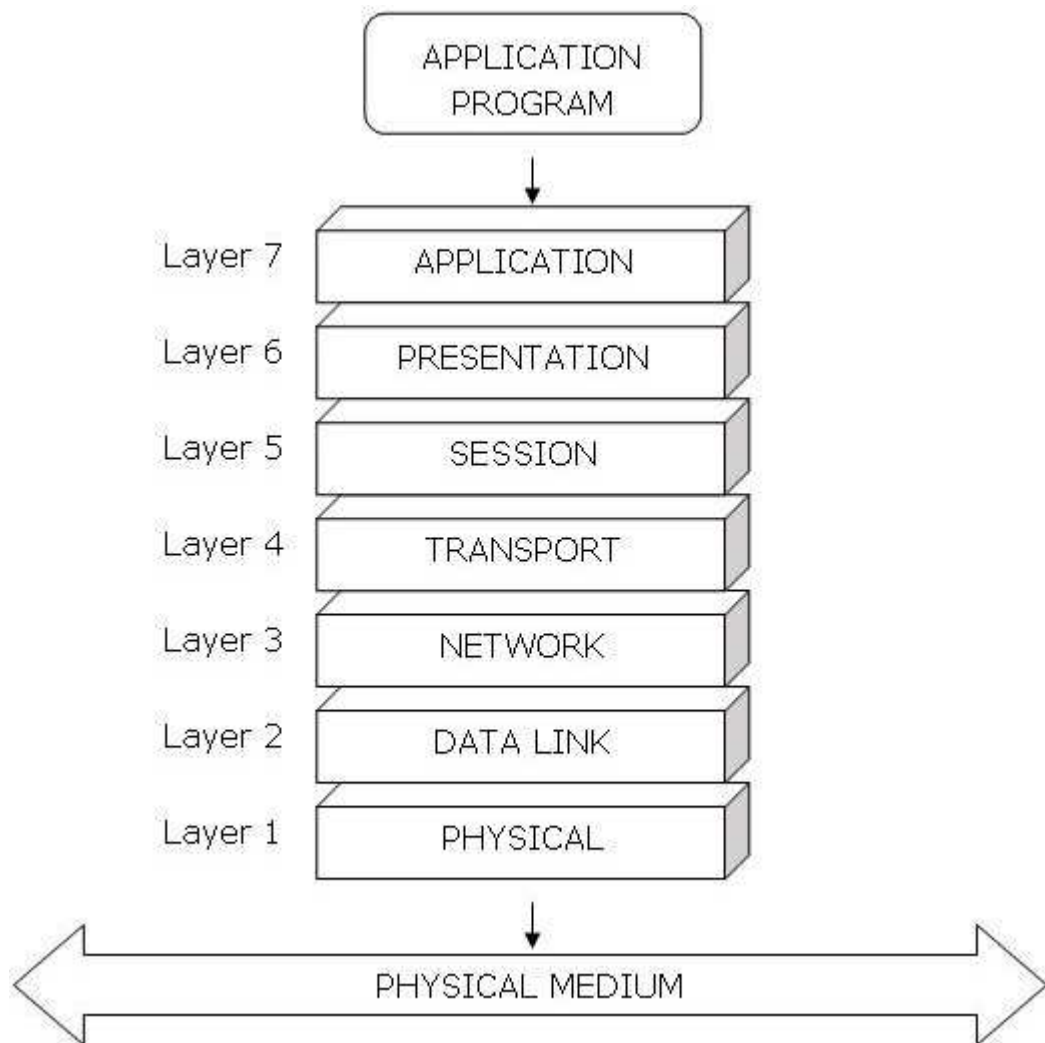 APPLICATION
PROGRAM
Layer 7
APPLICATION
Layer 6
PRESENTATION
Layer 5
SESSION
Layer 4
TRANSPORT
Layer 3
NETWORK
Layer 2
DATA LINK
Layer 1
PHYSICAL
PHYSICAL MEDIUM